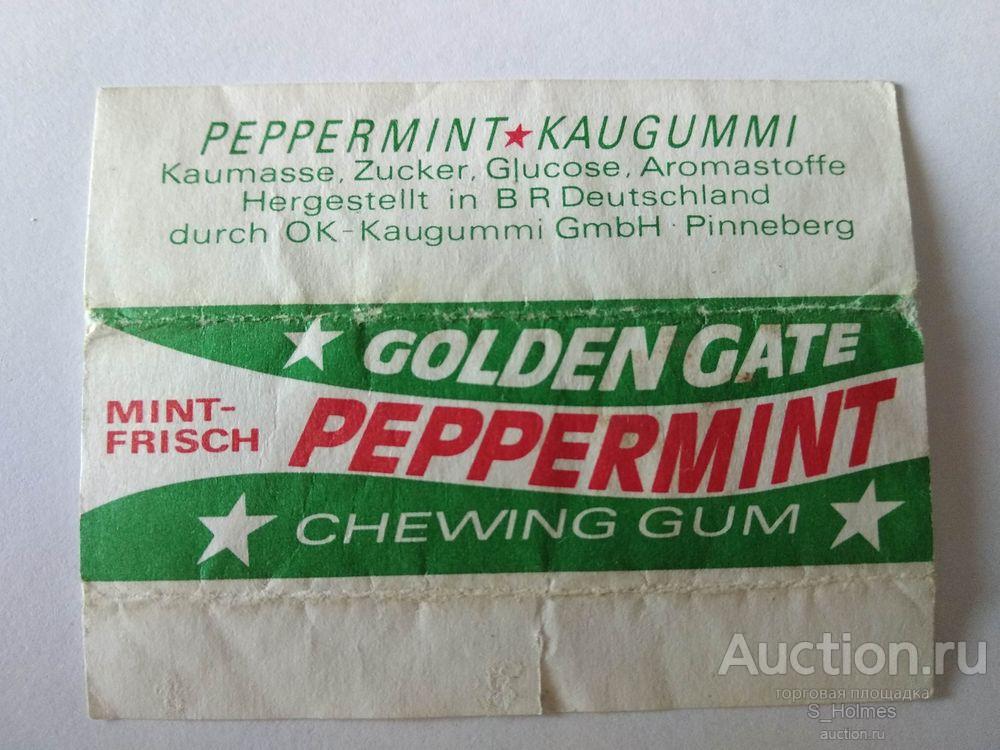 PEPPERMINT★KAUGUMMI
Kaumasse, Zucker, Glucose, Aromastoffe
Hergestellt in B R Deutschland
durch OK-Kaugummi GmbH · Pinneberg
GOLDEN GATE
MINT-
FRISCH
PEPPERMINT
CHEWING GUM
Auction.ru
торговая площадка
S_Holmes
auction.ru